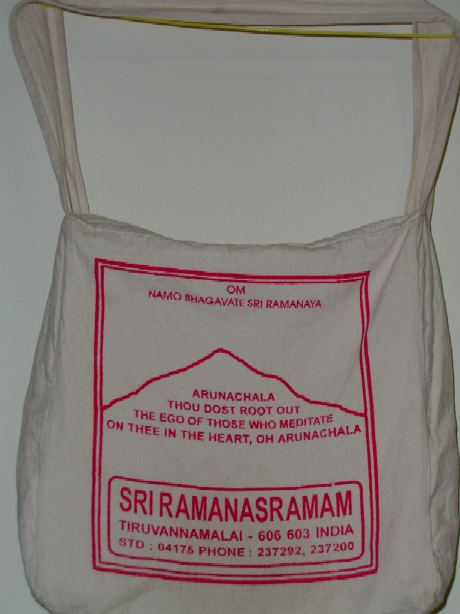 OM
NAMO BHAGAVATE SRI RAMANAYA
ARUNACHALA
THOU DOST ROOT OUT
THE EGO OF THOSE WHO MEDITATE
ON THEE IN THE HEART, OH ARUNACHALA
SRI RAMANASRAMAM
TIRUVANNAMALAI - 606 603 INDIA
STD : 04175 PHONE : 237292, 237200